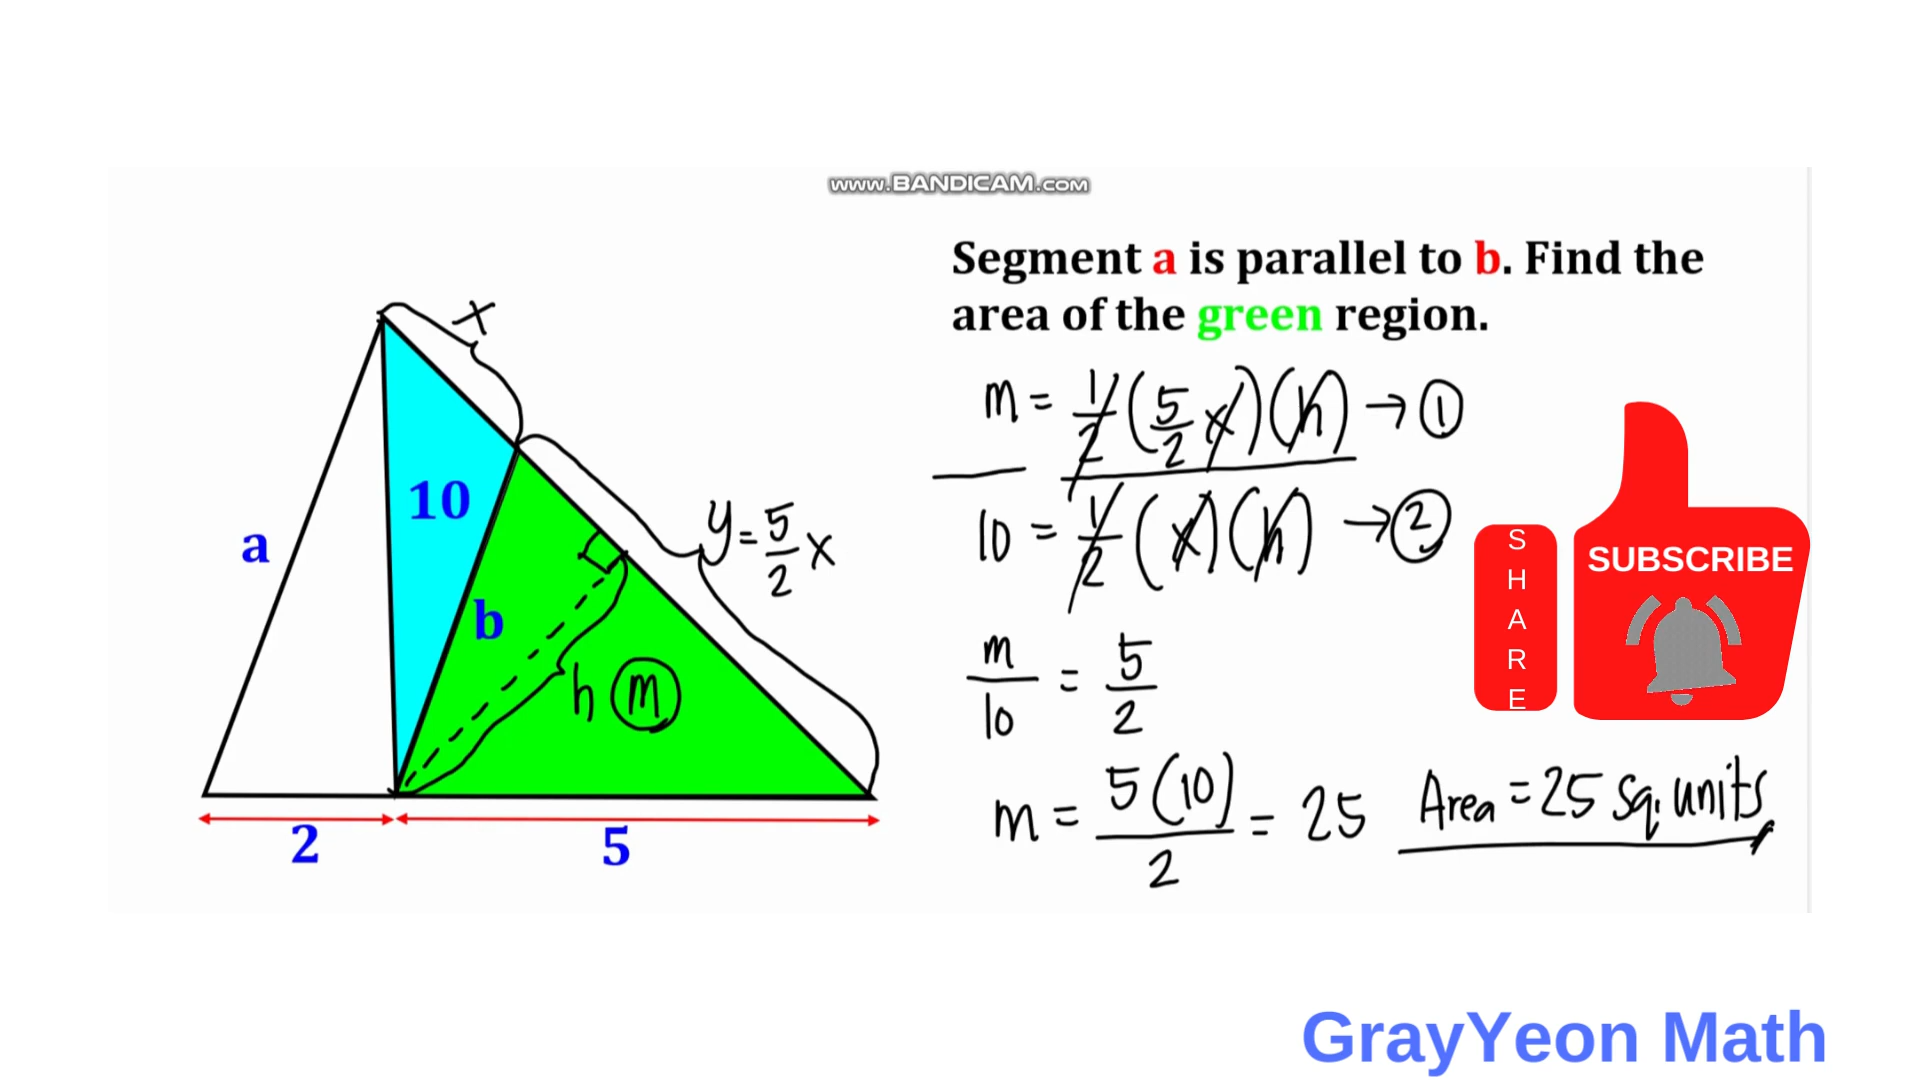 www.BANDICAM.com
Segment a is parallel to b. Find the
area of the green region.
x
m = 1/2 (5/2 x)(h) → ①
10
y = 5/2 x
10 = 1/2 (x)(h) → ②
a
b
h m
m/10 = 5/2
m = 5(10)/2 = 25
Area = 25 sq. units
2
5
SHARE
SUBSCRIBE
GrayYeon Math